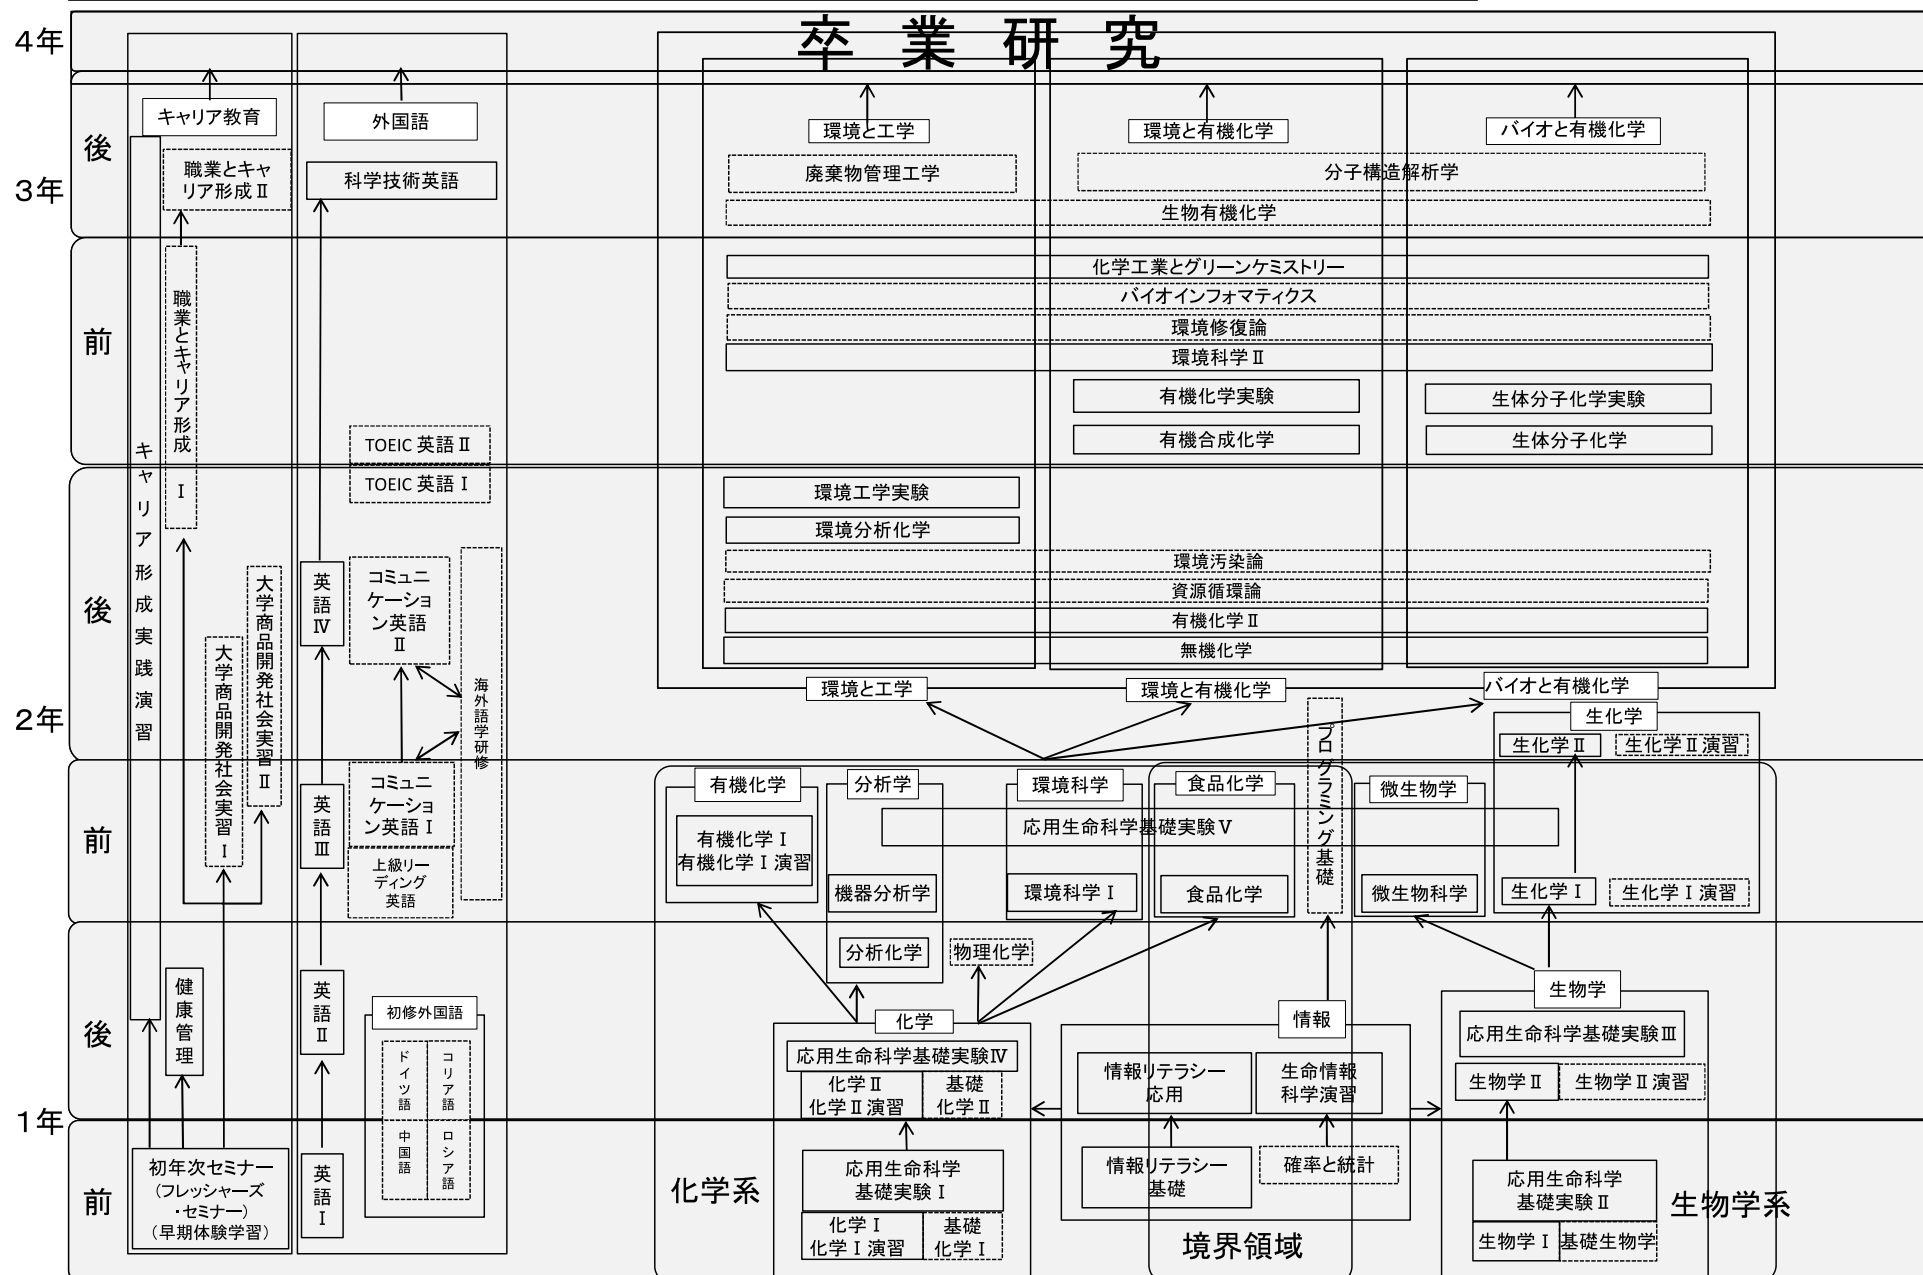 4年
卒業研究
キャリア教育
外国語
環境と工学
環境と有機化学
バイオと有機化学
後
3年
職業とキャ
リア形成Ⅱ
科学技術英語
廃棄物管理工学
分子構造解析学
生物有機化学
前
職業とキャリア形成 Ⅰ
化学工業とグリーンケミストリー
バイオインフォマティクス
環境修復論
環境科学Ⅱ
有機化学実験
生体分子化学実験
有機合成化学
生体分子化学
TOEIC 英語Ⅱ
TOEIC 英語Ⅰ
キャリア形成実践演習
後
2年
環境工学実験
環境分析化学
環境汚染論
資源循環論
有機化学Ⅱ
無機化学
大学商品開発社会実習Ⅱ
大学商品開発社会実習Ⅰ
英語Ⅳ
コミュニ
ケーショ
ン英語
Ⅱ
海外語学研修
環境と工学
環境と有機化学
バイオと有機化学
プログラミング基礎
生化学
生化学Ⅱ
生化学Ⅱ演習
前
英語Ⅲ
コミュニ
ケーショ
ン英語Ⅰ
上級リー
ディング
英語
有機化学
分析学
環境科学
食品化学
微生物学
応用生命科学基礎実験Ⅴ
有機化学Ⅰ
有機化学Ⅰ演習
機器分析学
環境科学Ⅰ
食品化学
微生物科学
生化学Ⅰ
生化学Ⅰ演習
後
1年
健康管理
英語Ⅱ
初修外国語
ドイツ語
コリア語
中国語
ロシア語
分析化学
物理化学
化学
情報
生物学
応用生命科学基礎実験Ⅳ
化学Ⅱ
化学Ⅱ演習
基礎
化学Ⅱ
情報リテラシー
応用
生命情報
科学演習
応用生命科学基礎実験Ⅲ
生物学Ⅱ
生物学Ⅱ演習
前
初年次セミナー
(フレッシャーズ
・セミナー)
(早期体験学習)
英語Ⅰ
化学系
応用生命科学
基礎実験Ⅰ
化学Ⅰ
化学Ⅰ演習
基礎
化学Ⅰ
情報リテラシー
基礎
確率と統計
境界領域
応用生命科学
基礎実験Ⅱ
生物学Ⅰ
基礎生物学
生物学系